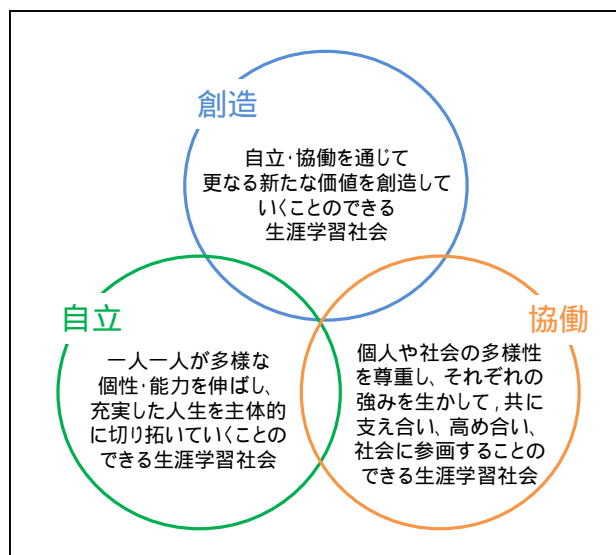 創造
自立・協働を通じて
更なる新たな価値を創造して
いくことのできる
生涯学習社会
自立
一人一人が多様な
個性・能力を伸ばし、
充実した人生を主体的
に切り拓いていくことの
できる生涯学習社会
協働
個人や社会の多様性
を尊重し、それぞれの
強みを生かして，共に
支え合い、高め合い、
社会に参画することの
できる生涯学習社会